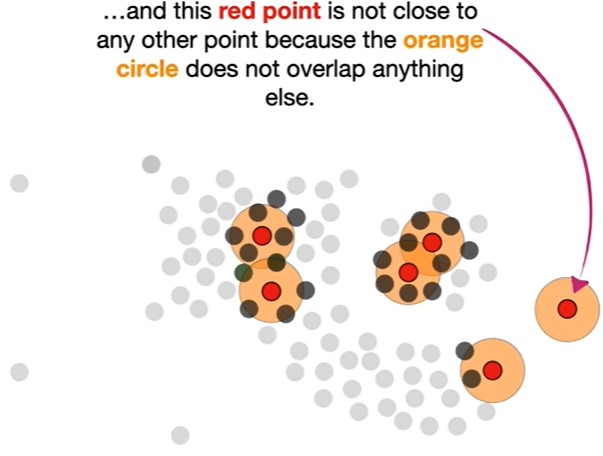 …and this red point is not close to
any other point because the orange
circle does not overlap anything
else.